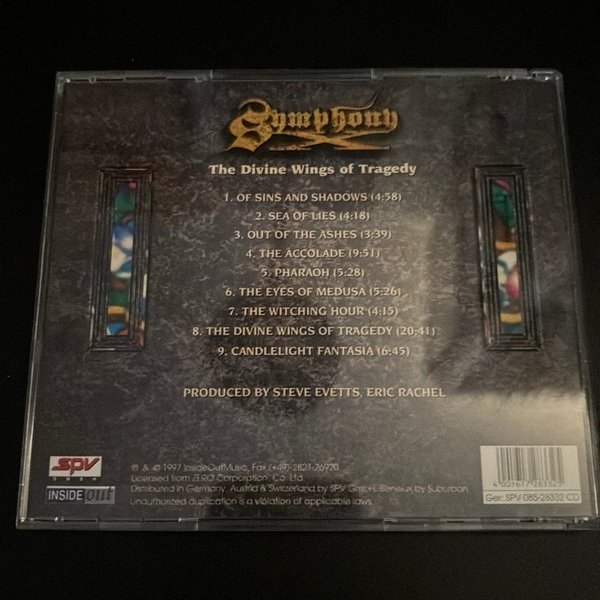 Symphony X
The Divine Wings of Tragedy
1. OF SINS AND SHADOWS (4:58)
2. SEA OF LIES (4:18)
3. OUT OF THE ASHES (3:39)
4. THE ACCOLADE (9:51)
5. PHARAOH (5:28)
6. THE EYES OF MEDUSA (5:26)
7. THE WITCHING HOUR (4:15)
8. THE DIVINE WINGS OF TRAGEDY (20:41)
9. CANDLELIGHT FANTASIA (6:45)
PRODUCED BY STEVE EVETTS, ERIC RACHEL
SPV
INSIDE out
℗ & © 1997 InsideOutMusic, Fax (+49)-2821-26920
Licensed from ZERO Corporation, Co. Ltd.
Distributed in Germany, Austria & Switzerland by SPV GmbH, Benelux by Suburban
unauthorized duplication is a violation of applicable laws
Ger: SPV 085-28332 CD